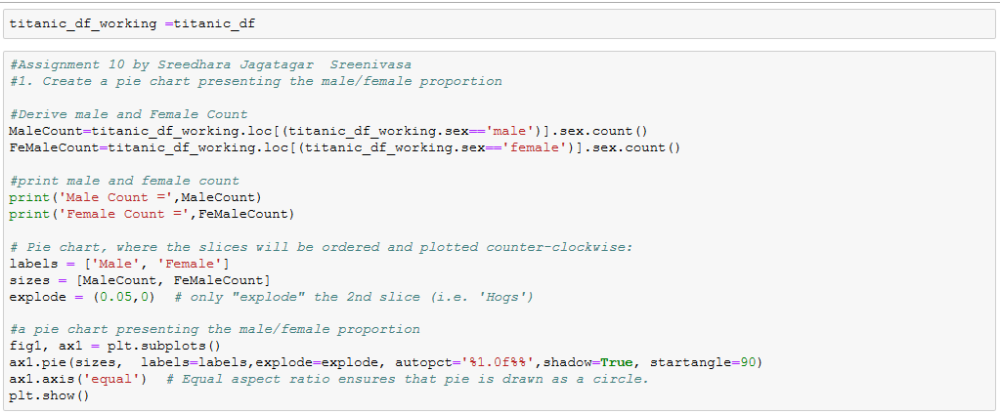 titanic_df_working =titanic_df
#Assignment 10 by Sreedhara Jagatagar  Sreenivasa
#1. Create a pie chart presenting the male/female proportion
#Derive male and Female Count
MaleCount=titanic_df_working.loc[(titanic_df_working.sex=='male')].sex.count()
FeMaleCount=titanic_df_working.loc[(titanic_df_working.sex=='female')].sex.count()
#print male and female count
print('Male Count =',MaleCount)
print('Female Count =',FeMaleCount)
# Pie chart, where the slices will be ordered and plotted counter-clockwise:
labels = ['Male', 'Female']
sizes = [MaleCount, FeMaleCount]
explode = (0.05,0)  # only "explode" the 2nd slice (i.e. 'Hogs')
#a pie chart presenting the male/female proportion
fig1, ax1 = plt.subplots()
ax1.pie(sizes,  labels=labels,explode=explode, autopct='%1.0f%%',shadow=True, startangle=90)
ax1.axis('equal')  # Equal aspect ratio ensures that pie is drawn as a circle.
plt.show()